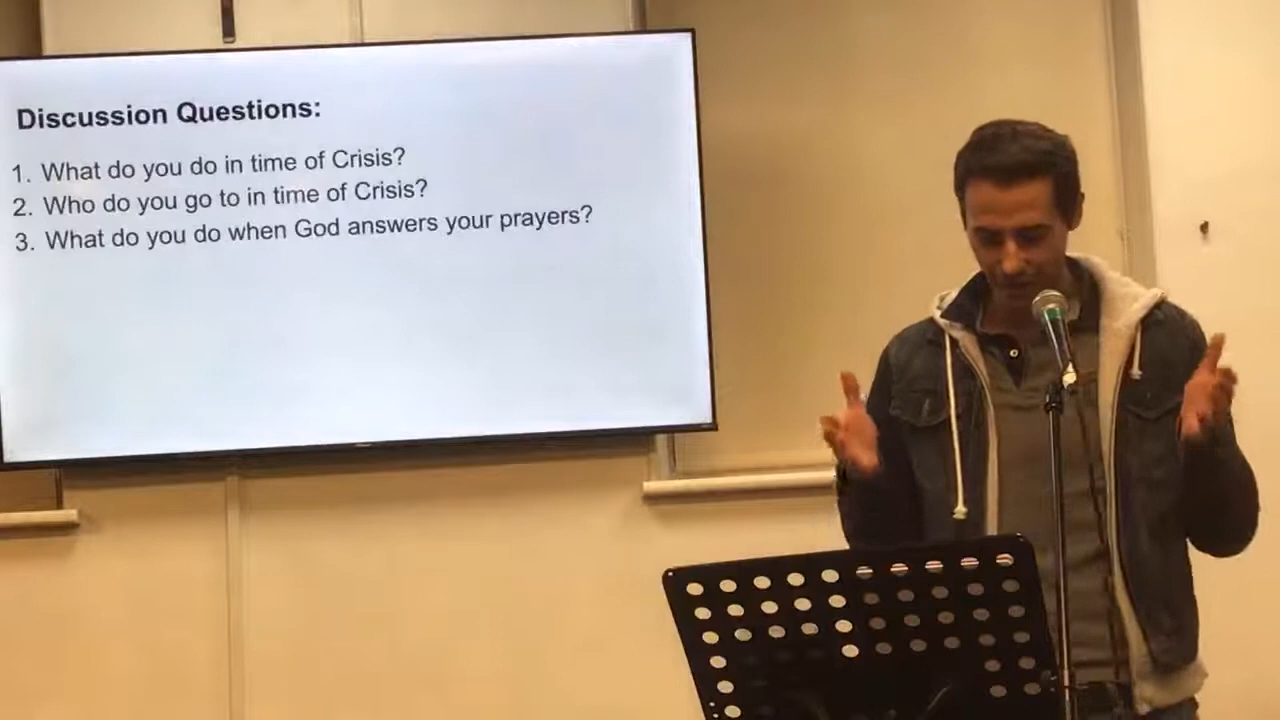 Discussion Questions:
1. What do you do in time of Crisis?
2. Who do you go to in time of Crisis?
3. What do you do when God answers your prayers?